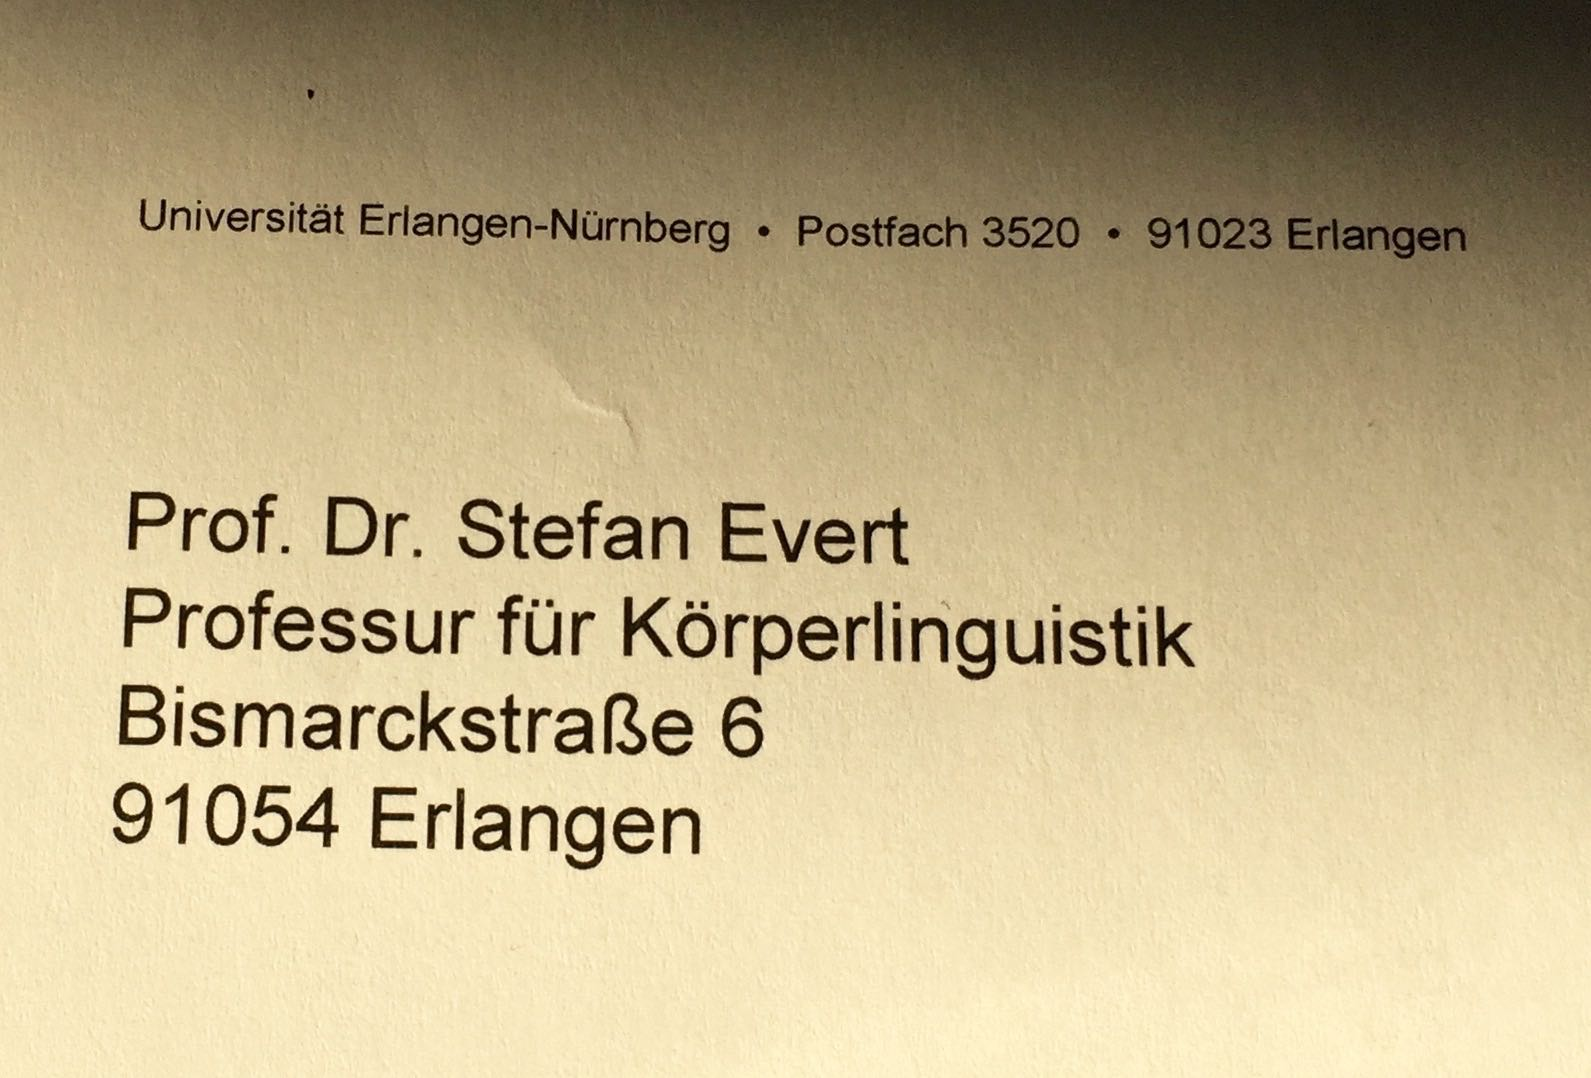 Universität Erlangen-Nürnberg • Postfach 3520 • 91023 Erlangen
Prof. Dr. Stefan Evert
Professur für Körperlinguistik
Bismarckstraße 6
91054 Erlangen